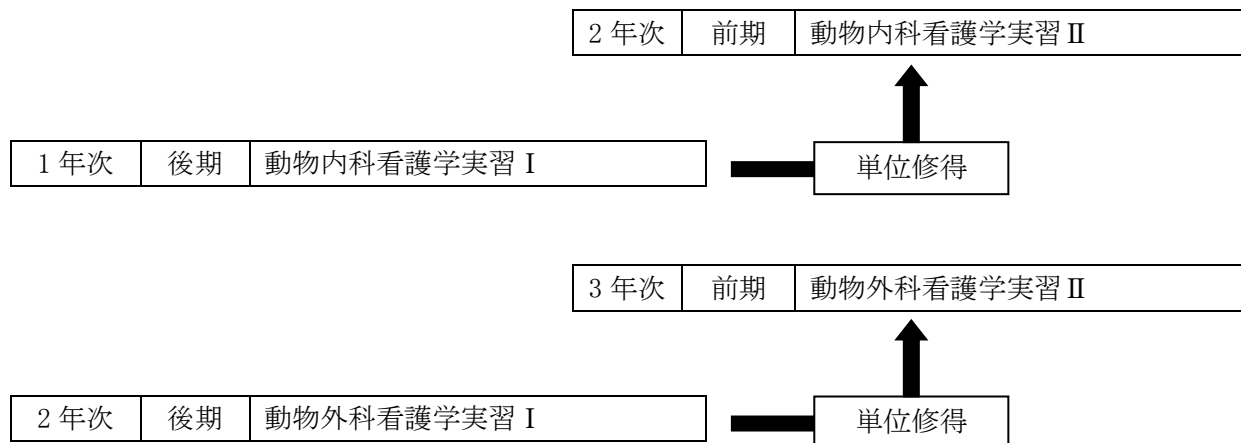 2年次 前期 動物内科看護学実習Ⅱ
1年次 後期 動物内科看護学実習Ⅰ 単位修得
3年次 前期 動物外科看護学実習Ⅱ
2年次 後期 動物外科看護学実習Ⅰ 単位修得